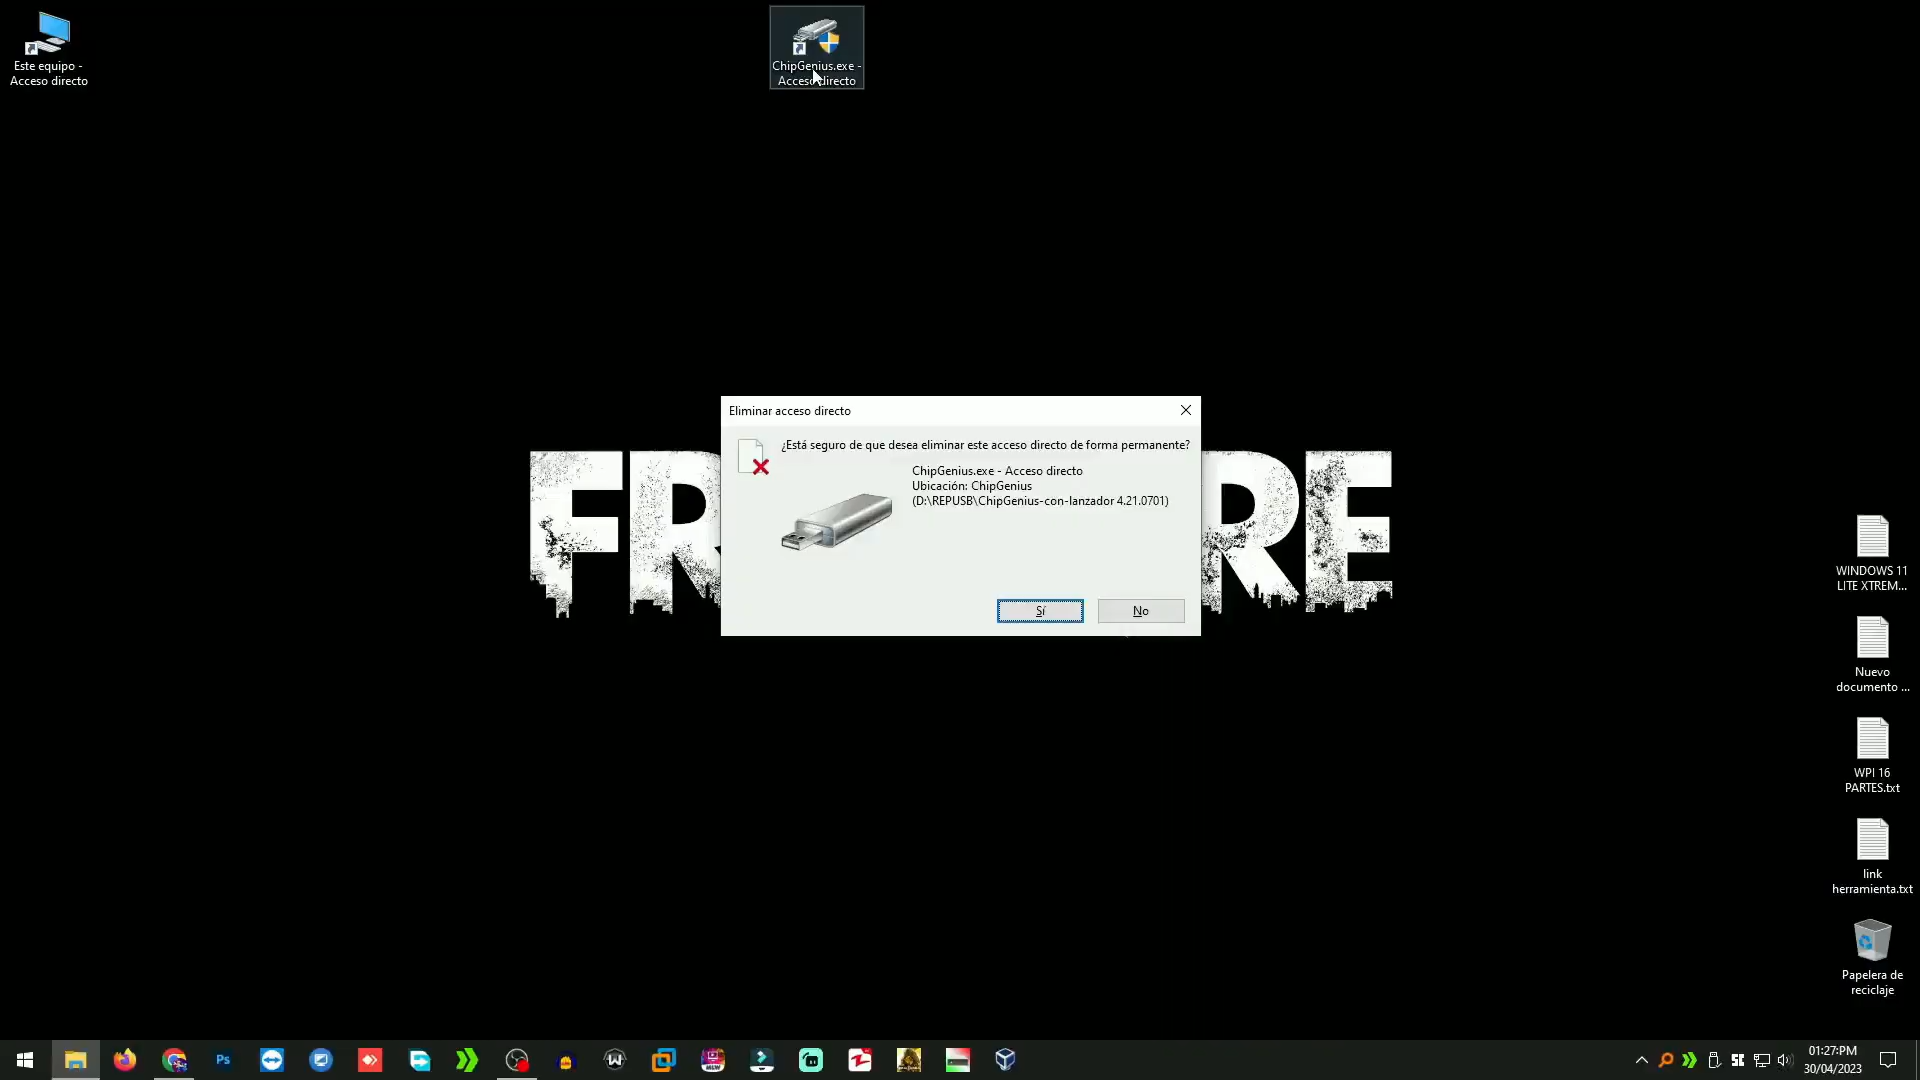 Este equipo -
Acceso directo
ChipGenius.exe -
Acceso directo
Eliminar acceso directo
¿Está seguro de que desea eliminar este acceso directo de forma permanente?
ChipGenius.exe - Acceso directo
Ubicación: ChipGenius
(D:\REPUSB\ChipGenius-con-lanzador 4.21.0701)
Sí
No
WINDOWS 11
LITE XTREM...
Nuevo
documento ...
WPI 16
PARTES.txt
link
herramienta.txt
Papelera de
reciclaje
Ps
01:27:PM
30/04/2023